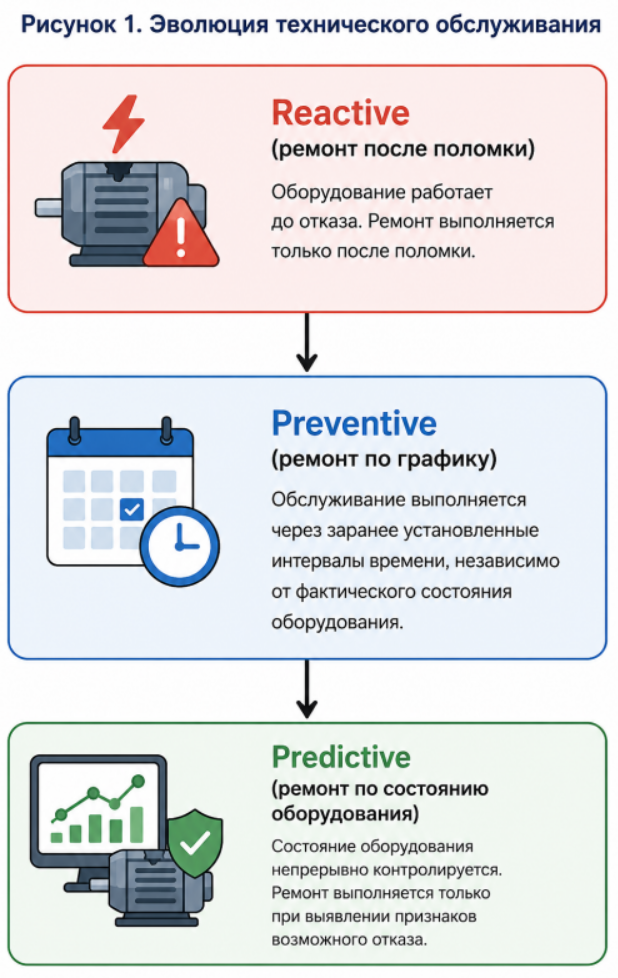 Рисунок 1. Эволюция технического обслуживания
Reactive
(ремонт после поломки)
Оборудование работает
до отказа. Ремонт выполняется
только после поломки.
Preventive
(ремонт по графику)
Обслуживание выполняется
через заранее установленные
интервалы времени, независимо
от фактического состояния
оборудования.
Predictive
(ремонт по состоянию
оборудования)
Состояние оборудования
непрерывно контролируется.
Ремонт выполняется только
при выявлении признаков
возможного отказа.